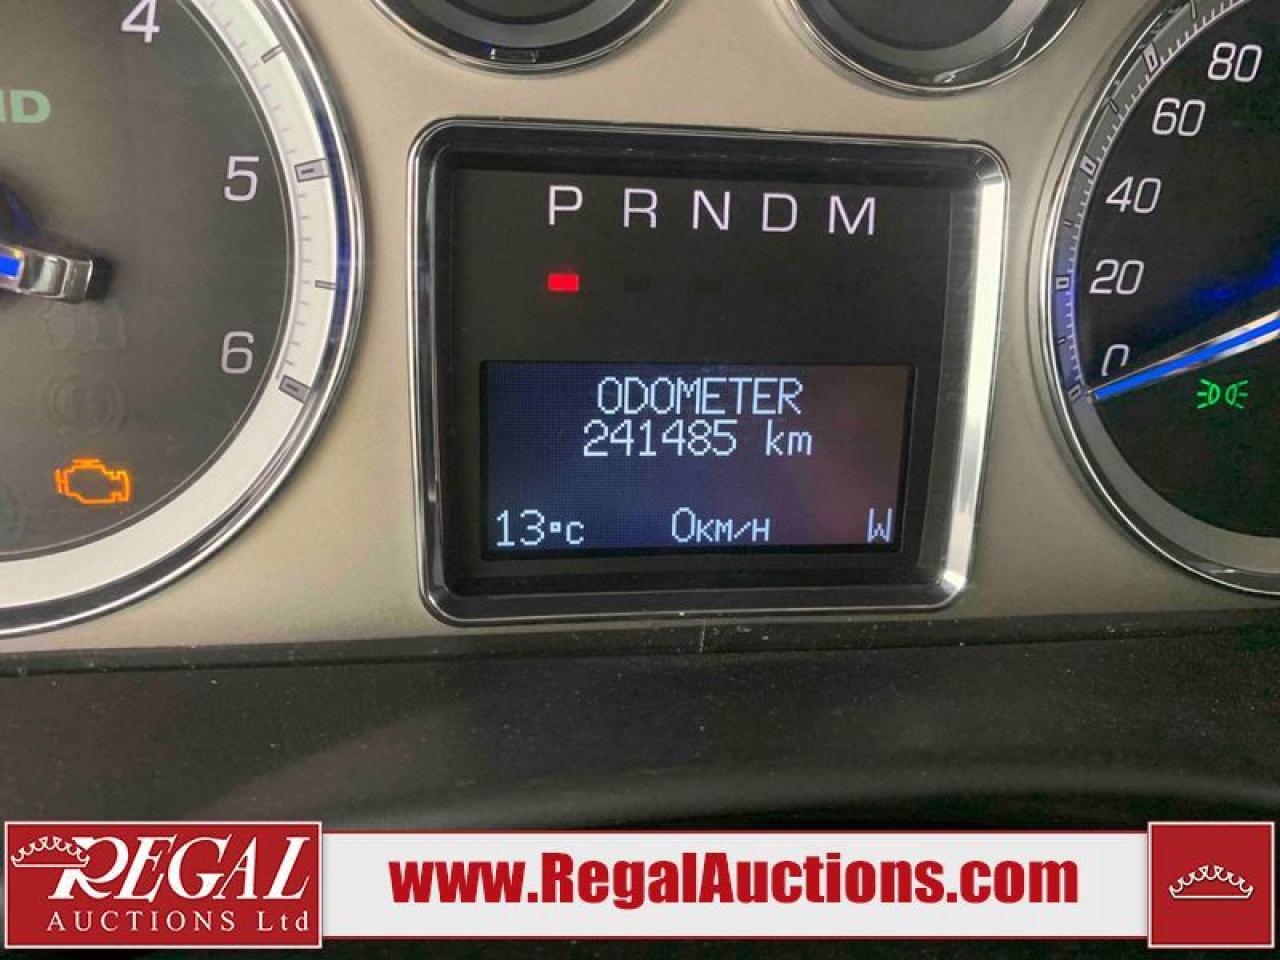 4
5
6
P R N D M
ODOMETER
241485 km
13°C 0KM/H W
80
60
40
20
0
REGAL
AUCTIONS Ltd
www.RegalAuctions.com